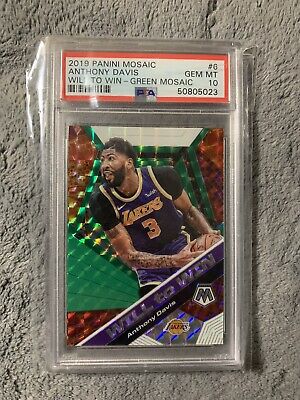 2019 PANINI MOSAIC #6
ANTHONY DAVIS GEM MT
WILL TO WIN - GREEN MOSAIC 10
PSA 50805023
LAKERS
3
WILL TO WIN
Anthony Davis
M
LAKERS